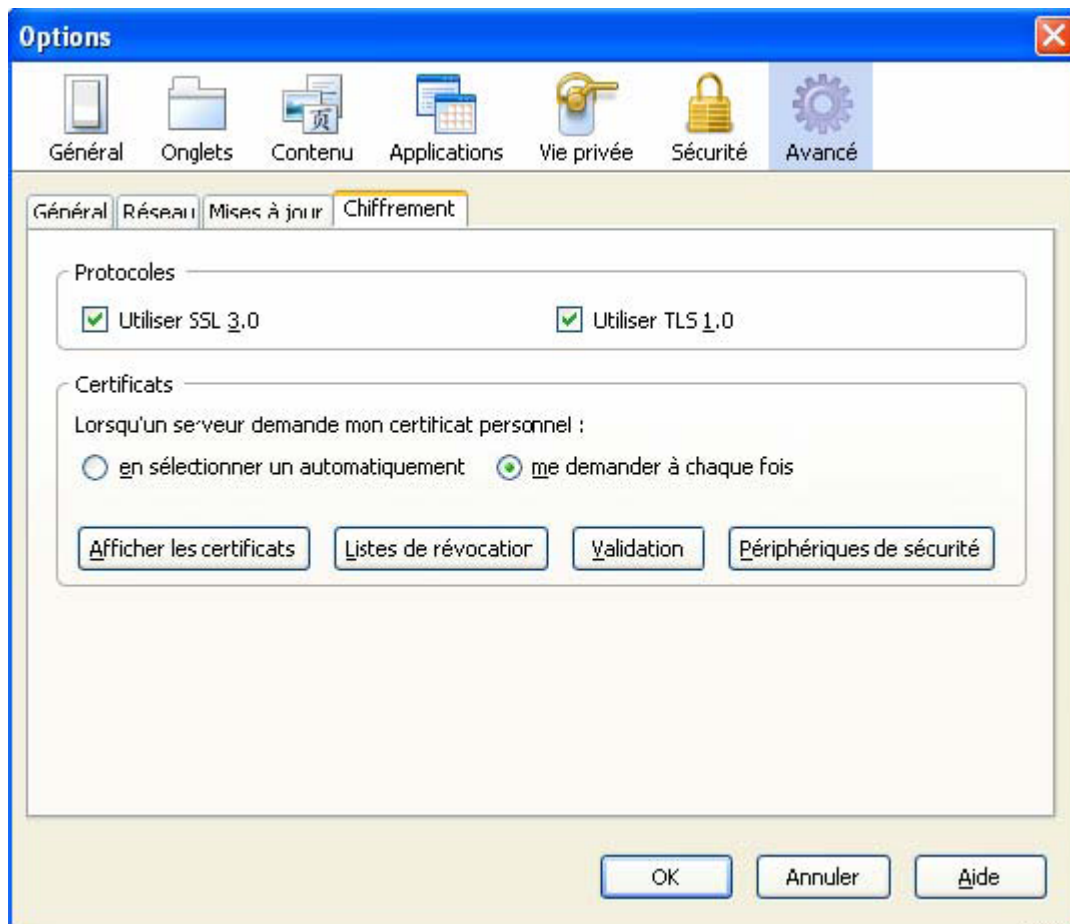 Options
页
Général Onglets Contenu Applications Vie privée Sécurité Avancé
Général Réseau Mises à jour Chiffrement
Protocoles
Utiliser SSL 3.0 Utiliser TLS 1.0
Certificats
Lorsqu'un serveur demande mon certificat personnel :
en sélectionner un automatiquement me demander à chaque fois
Afficher les certificats Listes de révocation Validation Périphériques de sécurité
OK Annuler Aide